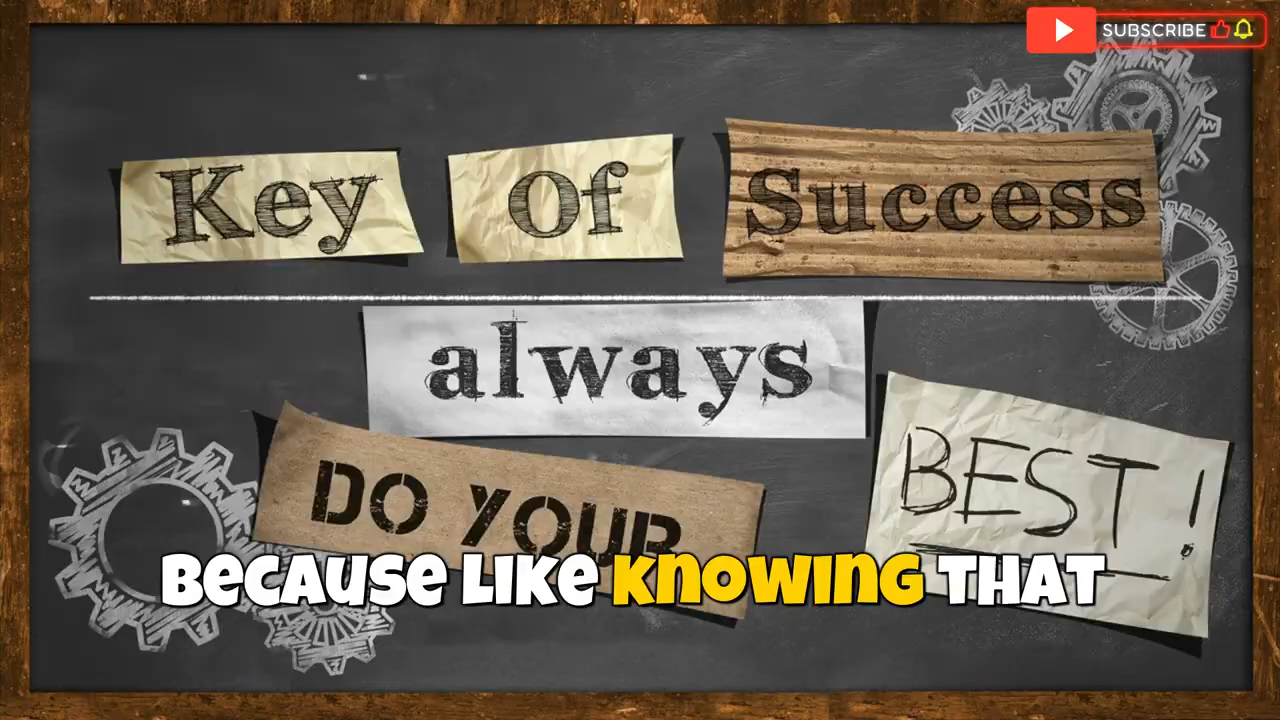 SUBSCRIBE
Key Of Success
always
DO YOUR
BEST!
BECAUSE LIKE KNOWING THAT